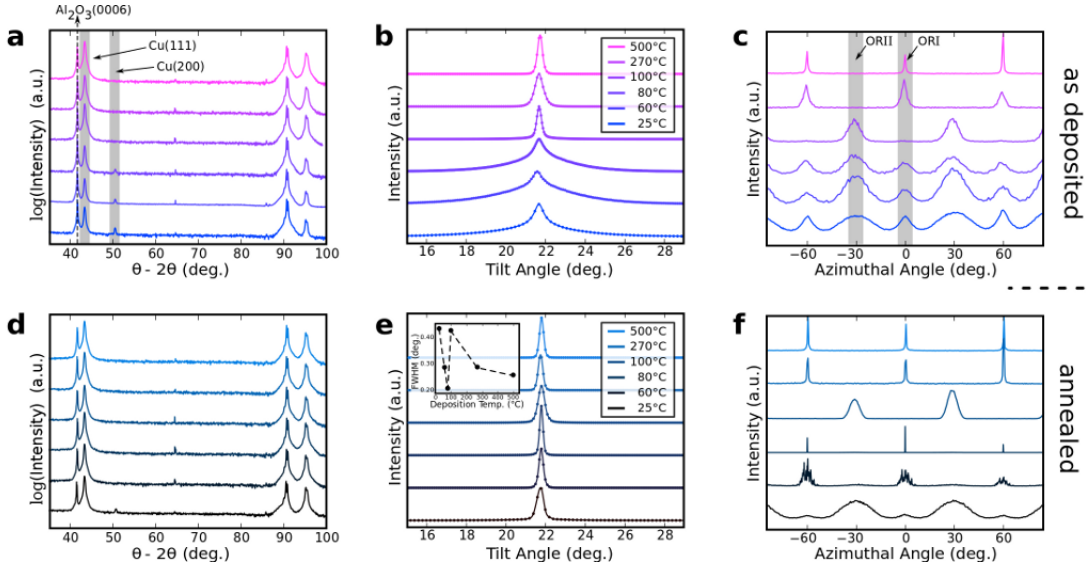 Al₂O₃(0006)
a
Cu(111)
Cu(200)
log(Intensity) (a.u.)
40 50 60 70 80 90 100
θ - 2θ (deg.)
b
500°C
270°C
100°C
80°C
60°C
25°C
Intensity (a.u.)
16 18 20 22 24 26 28
Tilt Angle (deg.)
c
ORII
ORI
Intensity (a.u.)
−60 −30 0 30 60
Azimuthal Angle (deg.)
as deposited
d
log(Intensity) (a.u.)
40 50 60 70 80 90 100
θ - 2θ (deg.)
e
FWHM (deg.)
0.40
0.30
0.20
0 100 200 300 400 500
Deposition Temp. (°C)
500°C
270°C
100°C
80°C
60°C
25°C
Intensity (a.u.)
16 18 20 22 24 26 28
Tilt Angle (deg.)
f
Intensity (a.u.)
−60 −30 0 30 60
Azimuthal Angle (deg.)
annealed